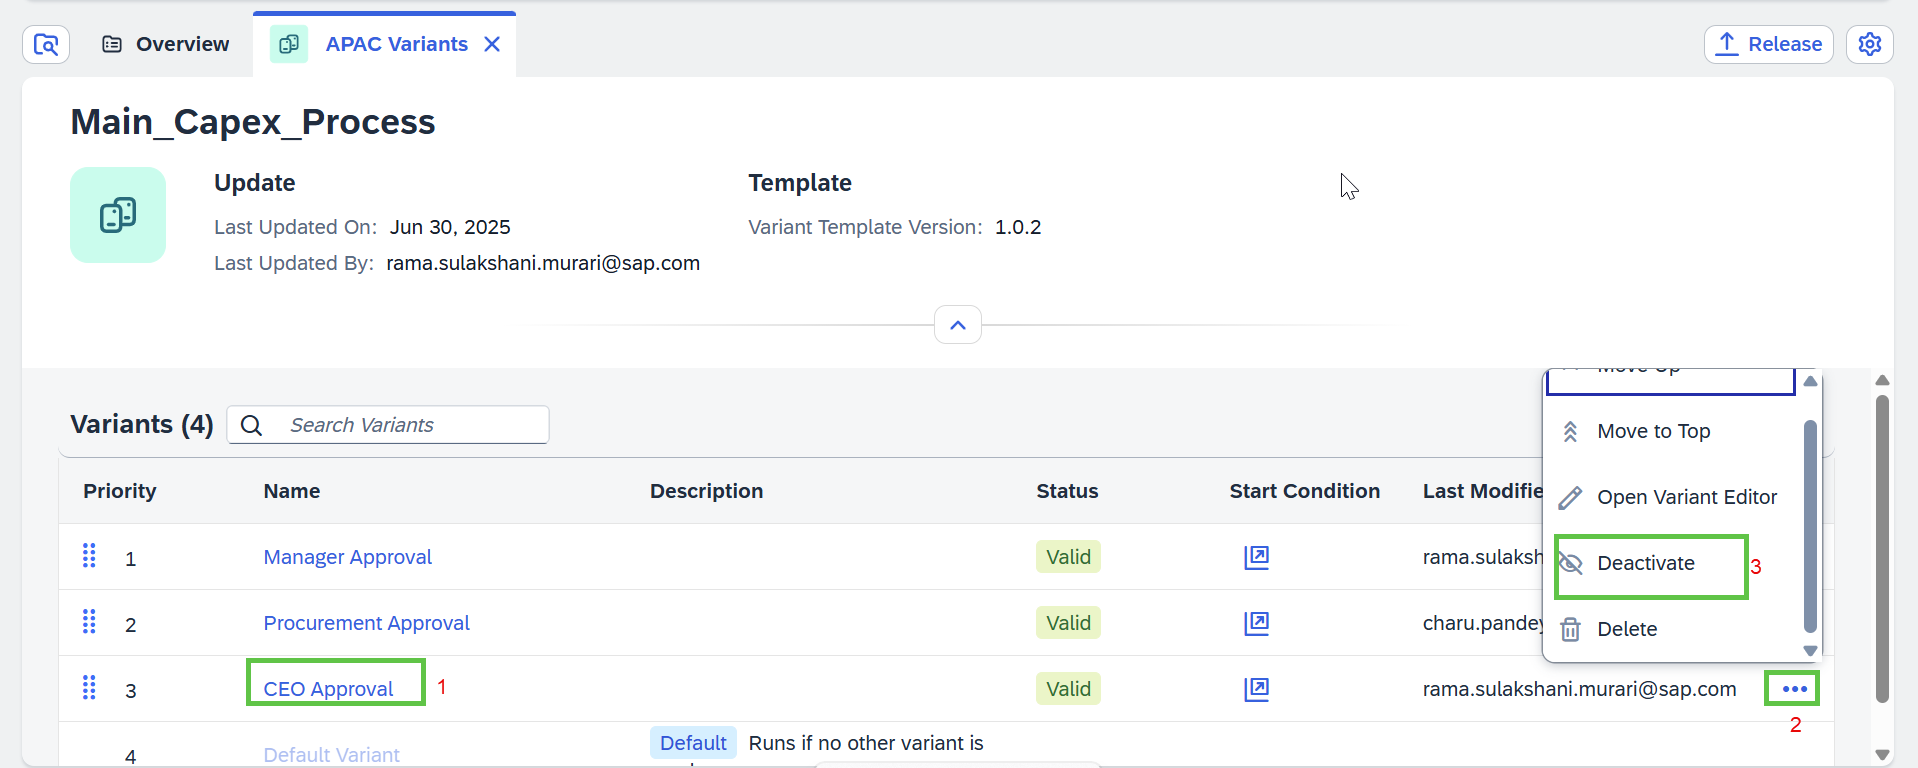 Overview
APAC Variants
Release
Main_Capex_Process
Update
Template
Last Updated On: Jun 30, 2025
Variant Template Version: 1.0.2
Last Updated By: rama.sulakshani.murari@sap.com
Variants (4)
Search Variants
Move Up
Move to Top
Open Variant Editor
Deactivate
3
Delete
Priority Name Description Status Start Condition Last Modifie
1 Manager Approval Valid rama.sulaksh
2 Procurement Approval Valid charu.pandey
3 CEO Approval 1 Valid rama.sulakshani.murari@sap.com
2
4 Default Variant Default Runs if no other variant is